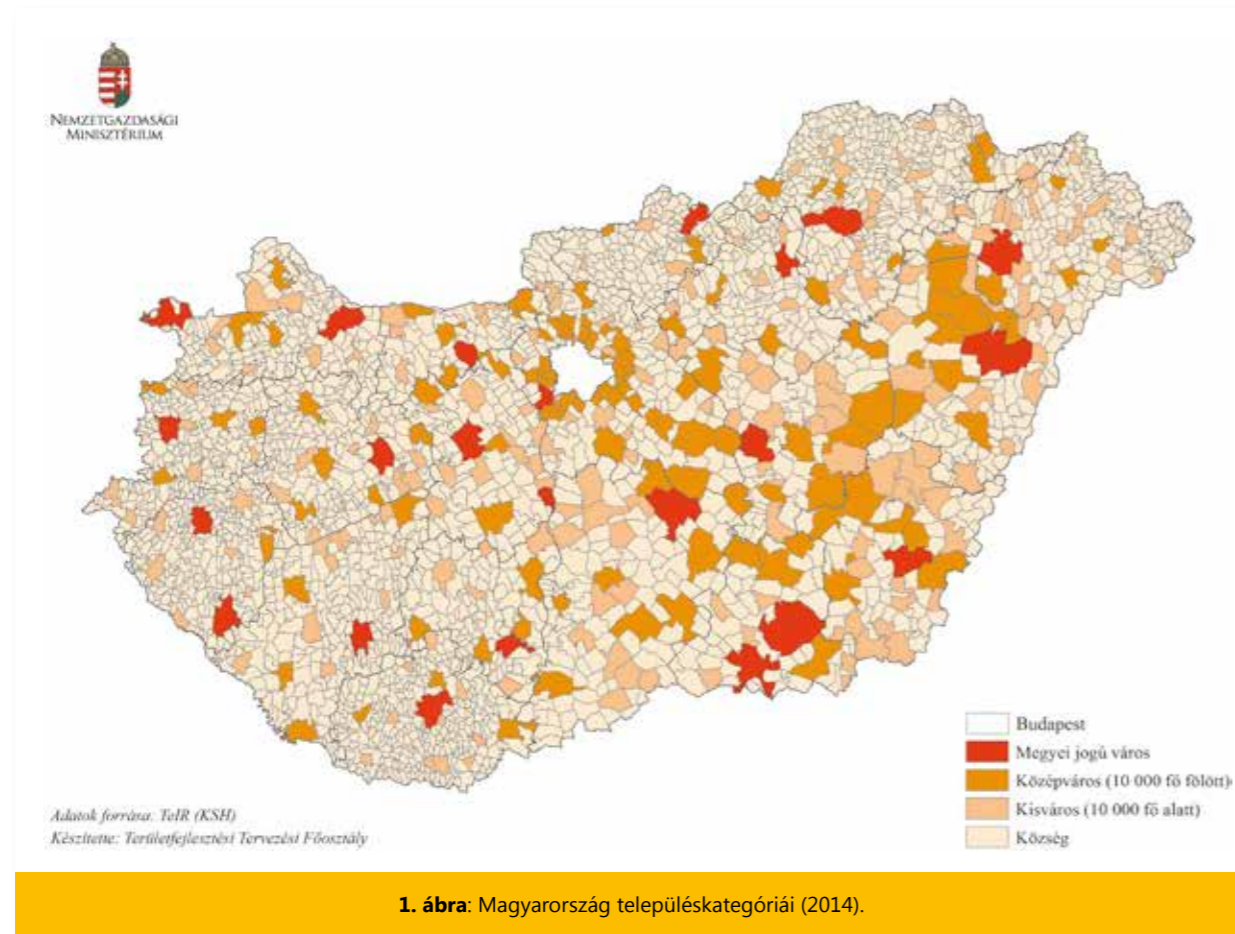 NEMZETGAZDASÁGI
MINISZTÉRIUM
Budapest
Megyei jogú város
Középváros (10 000 fő fölött)
Kisváros (10 000 fő alatt)
Község
Adatok forrása: TeIR (KSH)
Készítette: Területfejlesztési Tervezési Főosztály
1. ábra: Magyarország településkategóriái (2014).